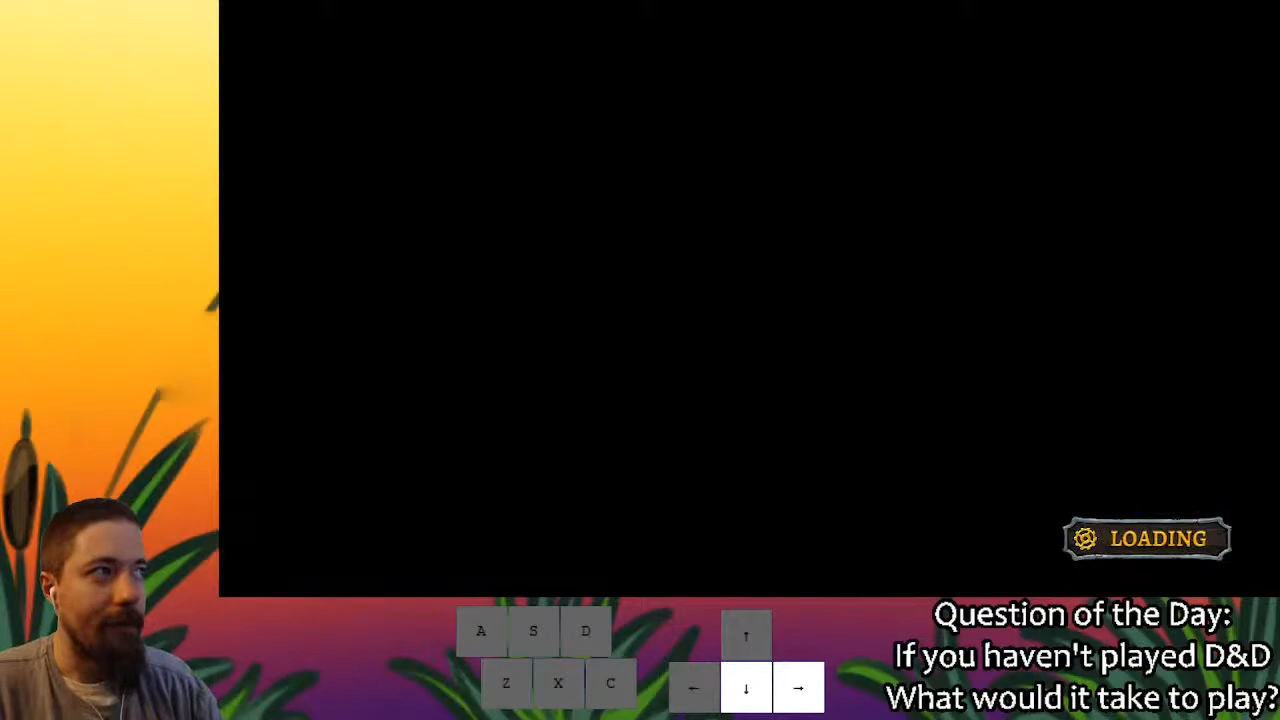 LOADING
A S D
Z X C
↑
← ↓ →
Question of the Day:
If you haven't played D&D
What would it take to play?